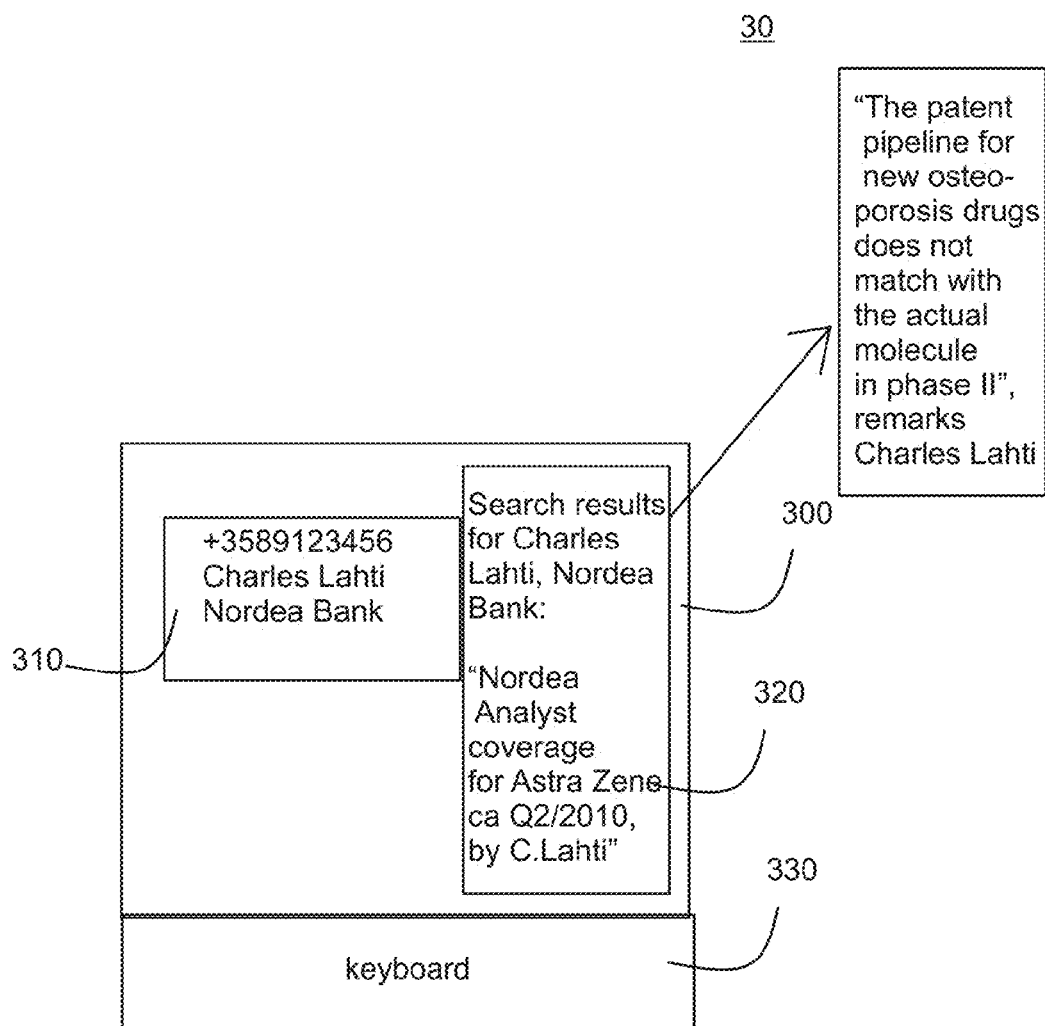 30
“The patent
pipeline for
new osteo-
porosis drugs
does not
match with
the actual
molecule
in phase II”,
remarks
Charles Lahti
+3589123456
Charles Lahti
Nordea Bank
310
Search results
for Charles
Lahti, Nordea
Bank:
“Nordea
Analyst
coverage
for Astra Zene
ca Q2/2010,
by C.Lahti”
300
320
330
keyboard